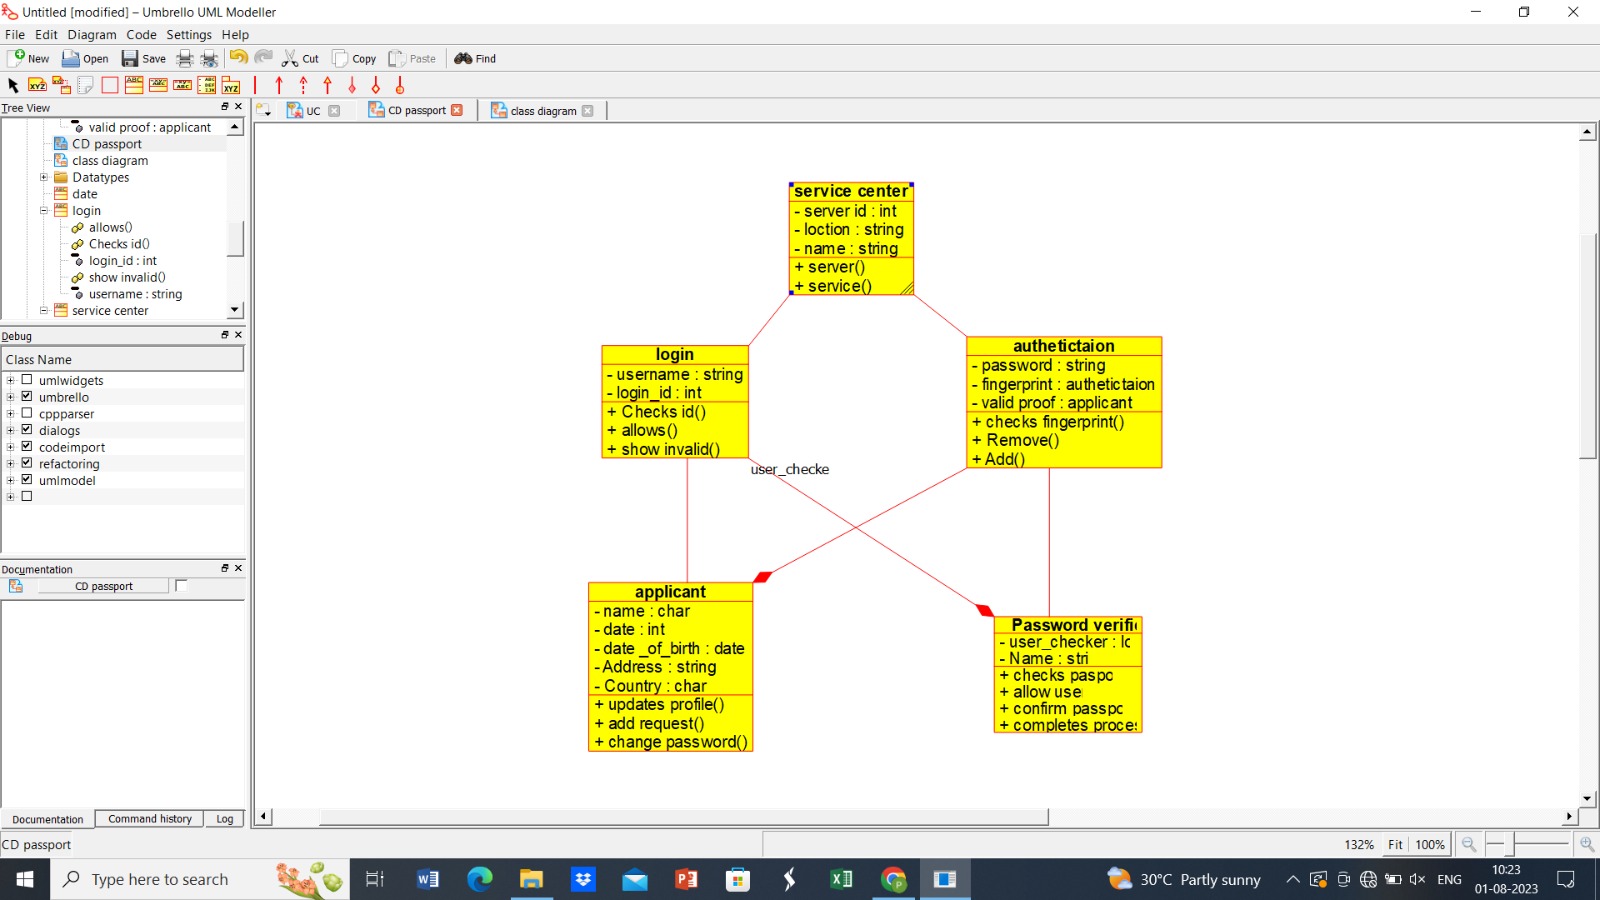 Untitled [modified] – Umbrello UML Modeller
File Edit Diagram Code Settings Help
New Open Save Cut Copy Paste Find
Tree View
UC CD passport class diagram
valid proof : applicant
CD passport
class diagram
Datatypes
date
login
allows()
Checks id()
login_id : int
show invalid()
username : string
service center
Debug
Class Name
umlwidgets
umbrello
cppparser
dialogs
codeimport
refactoring
umlmodel
Documentation
CD passport
Documentation Command history Log
service center
- server id : int
- loction : string
- name : string
+ server()
+ service()
login
- username : string
- login_id : int
+ Checks id()
+ allows()
+ show invalid()
authetictaion
- password : string
- fingerprint : authetictaion
- valid proof : applicant
+ checks fingerprint()
+ Remove()
+ Add()
user_checke
applicant
- name : char
- date : int
- date _of_birth : date
- Address : string
- Country : char
+ updates profile()
+ add request()
+ change password()
Password verifi
- user_checker : lc
- Name : stri
+ checks paspo
+ allow use
+ confirm passpo
+ completes proce
CD passport
132% Fit 100%
Type here to search
30°C Partly sunny
ENG
10:23
01-08-2023